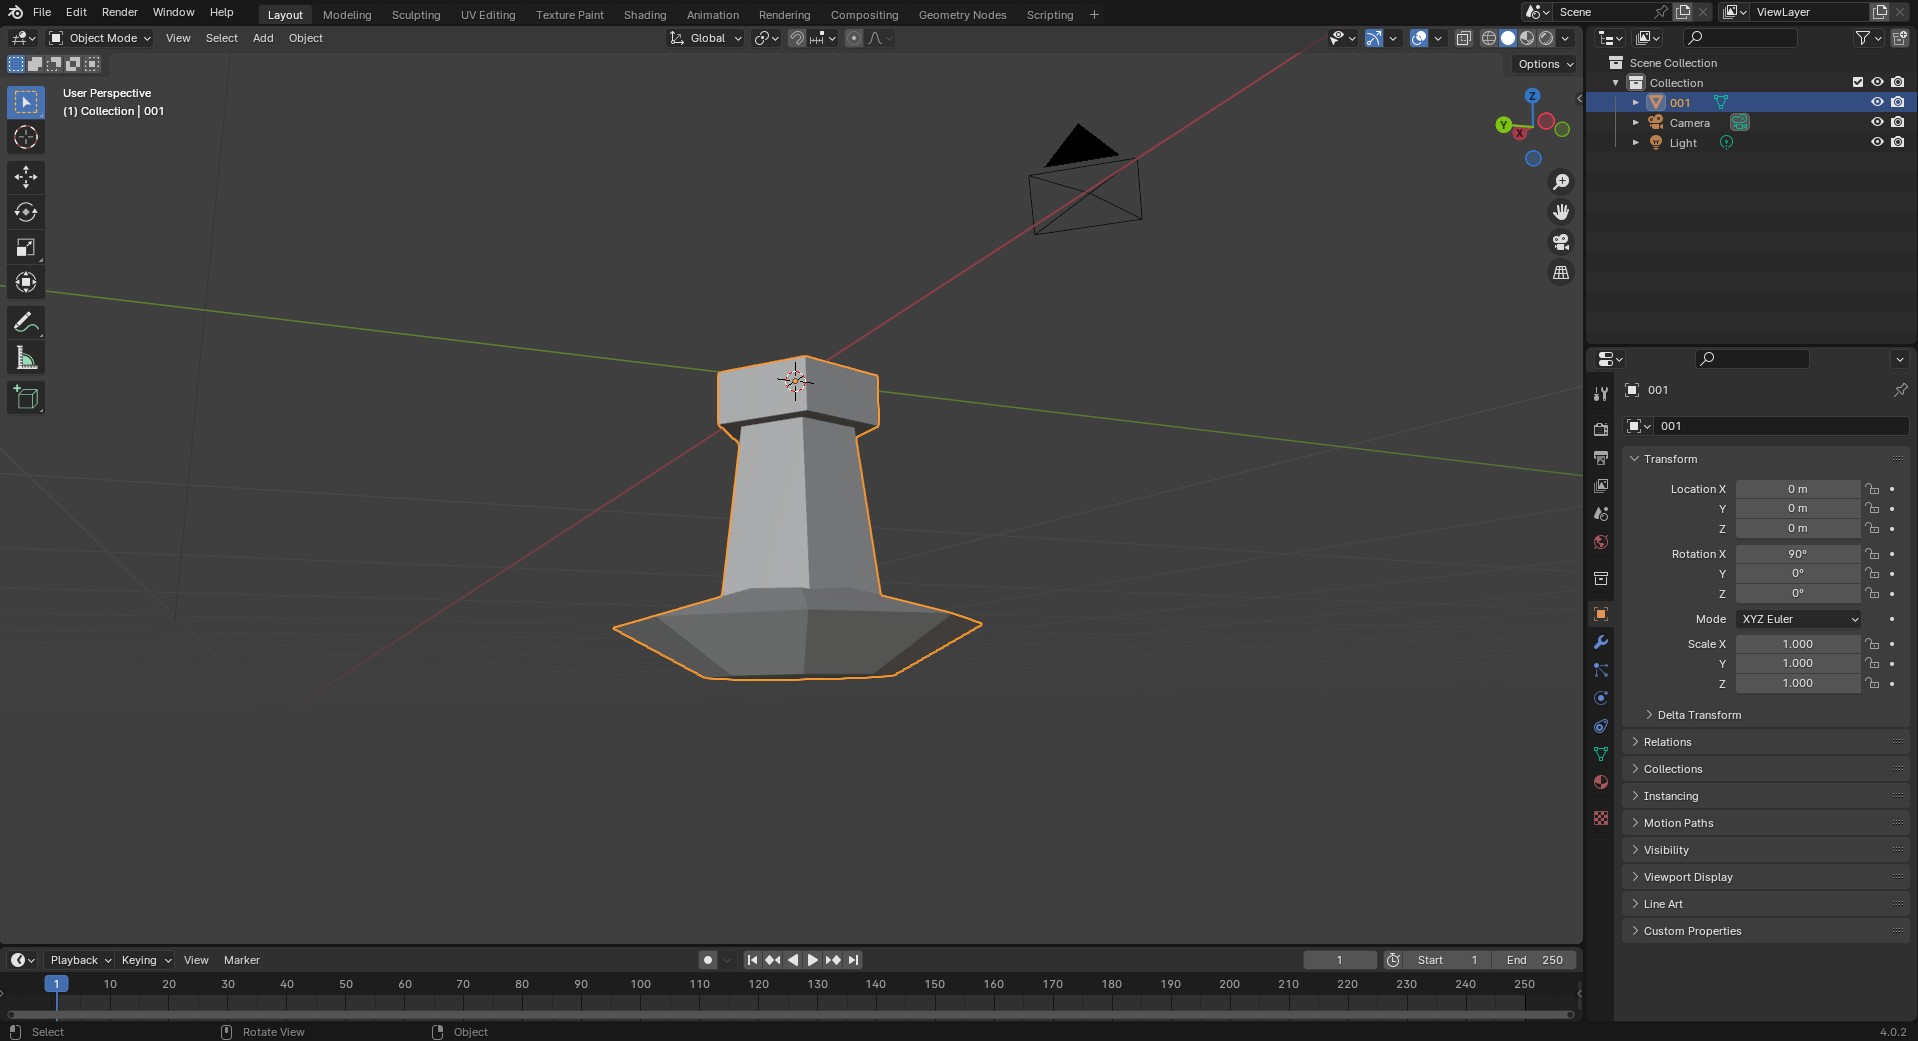 File Edit Render Window Help Layout Modeling Sculpting UV Editing Texture Paint Shading Animation Rendering Compositing Geometry Nodes Scripting Scene ViewLayer
Object Mode View Select Add Object Global
Options
User Perspective
(1) Collection | 001
Z
Y
X
Scene Collection
Collection
001
Camera
Light
001
001
Transform
Location X 0 m
Y 0 m
Z 0 m
Rotation X 90°
Y 0°
Z 0°
Mode XYZ Euler
Scale X 1.000
Y 1.000
Z 1.000
Delta Transform
Relations
Collections
Instancing
Motion Paths
Visibility
Viewport Display
Line Art
Custom Properties
Playback Keying View Marker 1 Start 1 End 250
1 10 20 30 40 50 60 70 80 90 100 110 120 130 140 150 160 170 180 190 200 210 220 230 240 250
Select Rotate View Object 4.0.2